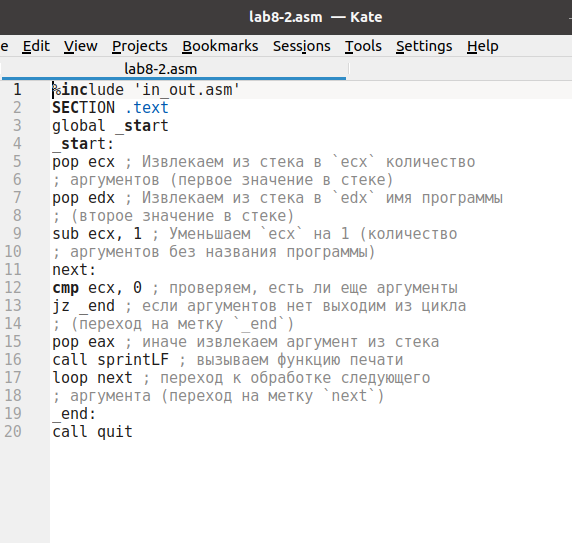 lab8-2.asm — Kate
e Edit View Projects Bookmarks Sessions Tools Settings Help
lab8-2.asm
1 %include 'in_out.asm'
2 SECTION .text
3 global _start
4 _start:
5 pop ecx ; Извлекаем из стека в `ecx` количество
6 ; аргументов (первое значение в стеке)
7 pop edx ; Извлекаем из стека в `edx` имя программы
8 ; (второе значение в стеке)
9 sub ecx, 1 ; Уменьшаем `ecx` на 1 (количество
10 ; аргументов без названия программы)
11 next:
12 cmp ecx, 0 ; проверяем, есть ли еще аргументы
13 jz _end ; если аргументов нет выходим из цикла
14 ; (переход на метку `_end`)
15 pop eax ; иначе извлекаем аргумент из стека
16 call sprintLF ; вызываем функцию печати
17 loop next ; переход к обработке следующего
18 ; аргумента (переход на метку `next`)
19 _end:
20 call quit